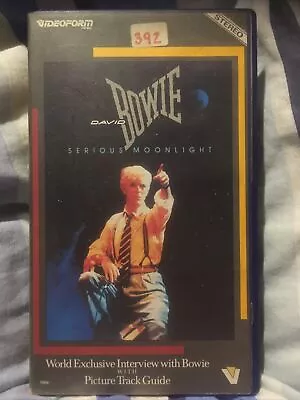 VIDEOFORM
STEREO
392
DAVID
BOWIE
SERIOUS MOONLIGHT
World Exclusive Interview with Bowie
WITH
Picture Track Guide
V